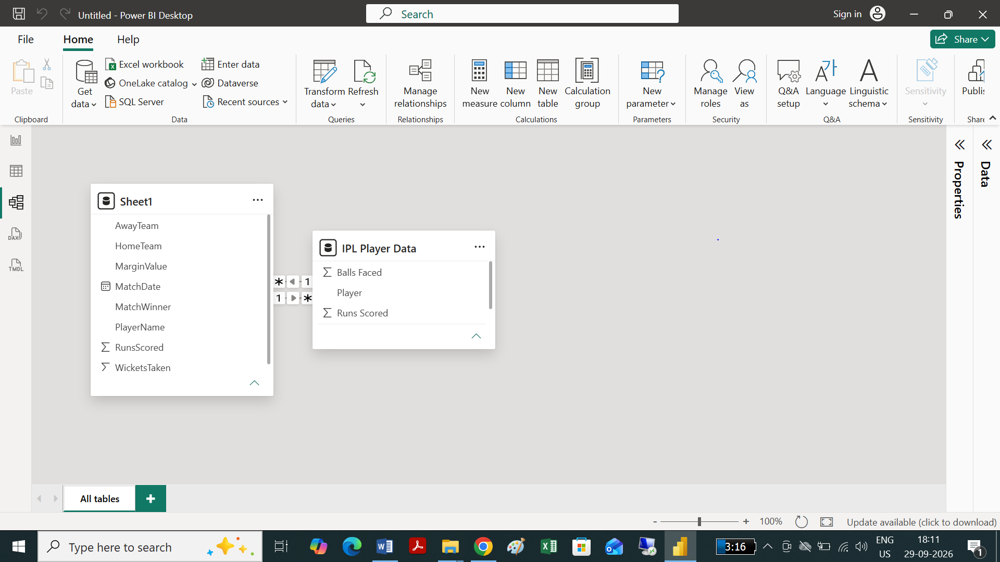 Untitled - Power BI Desktop
Search
Sign in
File
Home
Help
Share
Paste
Clipboard
Get data
Excel workbook
OneLake catalog
SQL Server
Enter data
Dataverse
Recent sources
Data
Transform data
Refresh
Queries
Manage relationships
Relationships
New measure
New column
New table
Calculation group
Calculations
New parameter
Parameters
Manage roles
View as
Security
Q&A setup
Language
Linguistic schema
Q&A
Sensitivity
Sensitivity
Publis
Share
DAX
TMDL
Sheet1
AwayTeam
HomeTeam
MarginValue
MatchDate
MatchWinner
PlayerName
RunsScored
WicketsTaken
* 1
1 *
IPL Player Data
Balls Faced
Player
Runs Scored
Properties
Data
All tables
100%
Update available (click to download)
Type here to search
3:16
ENG
US
18:11
29-09-2026
1